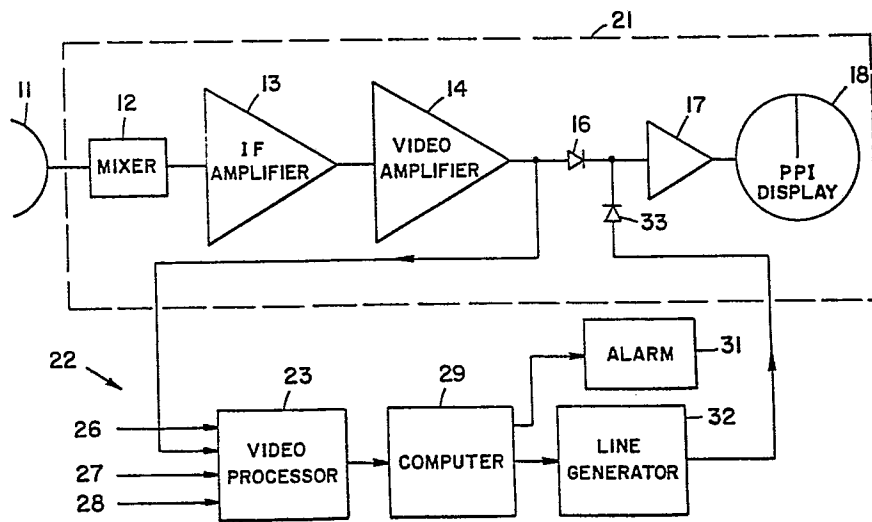 21
11
12
MIXER
13
IF
AMPLIFIER
14
VIDEO
AMPLIFIER
16
17
18
PPI
DISPLAY
33
22
23
VIDEO
PROCESSOR
26
27
28
29
COMPUTER
ALARM
31
32
LINE
GENERATOR